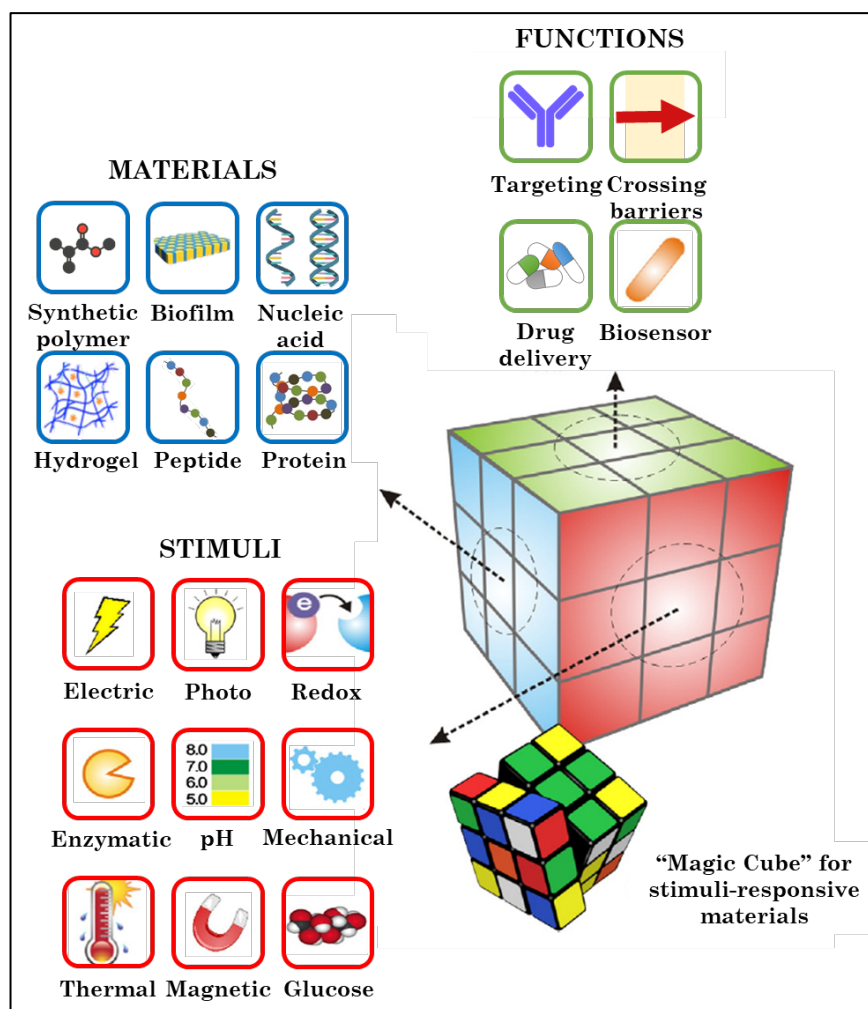 FUNCTIONS
Targeting
Crossing
barriers
Drug
delivery
Biosensor
MATERIALS
Synthetic
polymer
Biofilm
Nucleic
acid
Hydrogel
Peptide
Protein
STIMULI
Electric
Photo
e
Redox
Enzymatic
8.0
7.0
6.0
5.0
pH
Mechanical
Thermal
Magnetic
Glucose
“Magic Cube” for
stimuli-responsive
materials